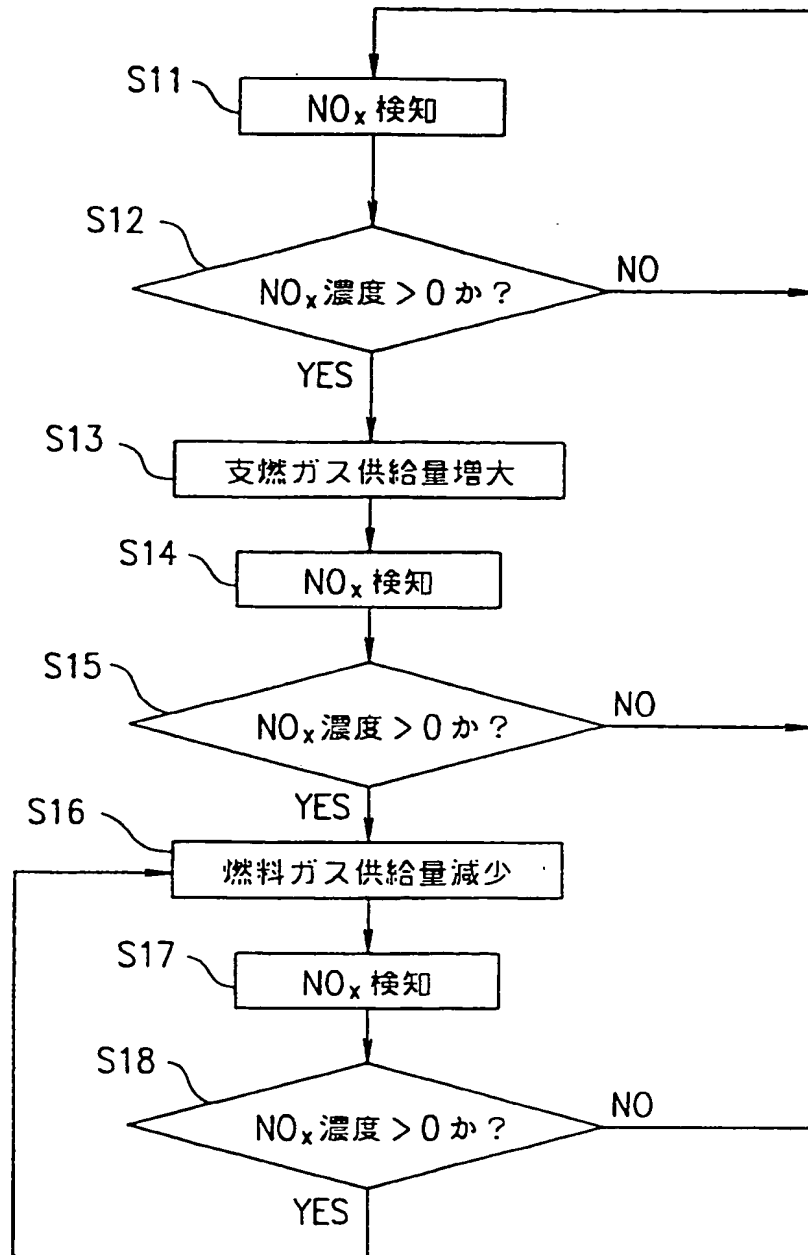 S11
NOx 検知
S12
NOx 濃度 > 0 か?
NO
YES
S13
支燃ガス供給量増大
S14
NOx 検知
S15
NOx 濃度 > 0 か?
NO
YES
S16
燃料ガス供給量減少
S17
NOx 検知
S18
NOx 濃度 > 0 か?
NO
YES